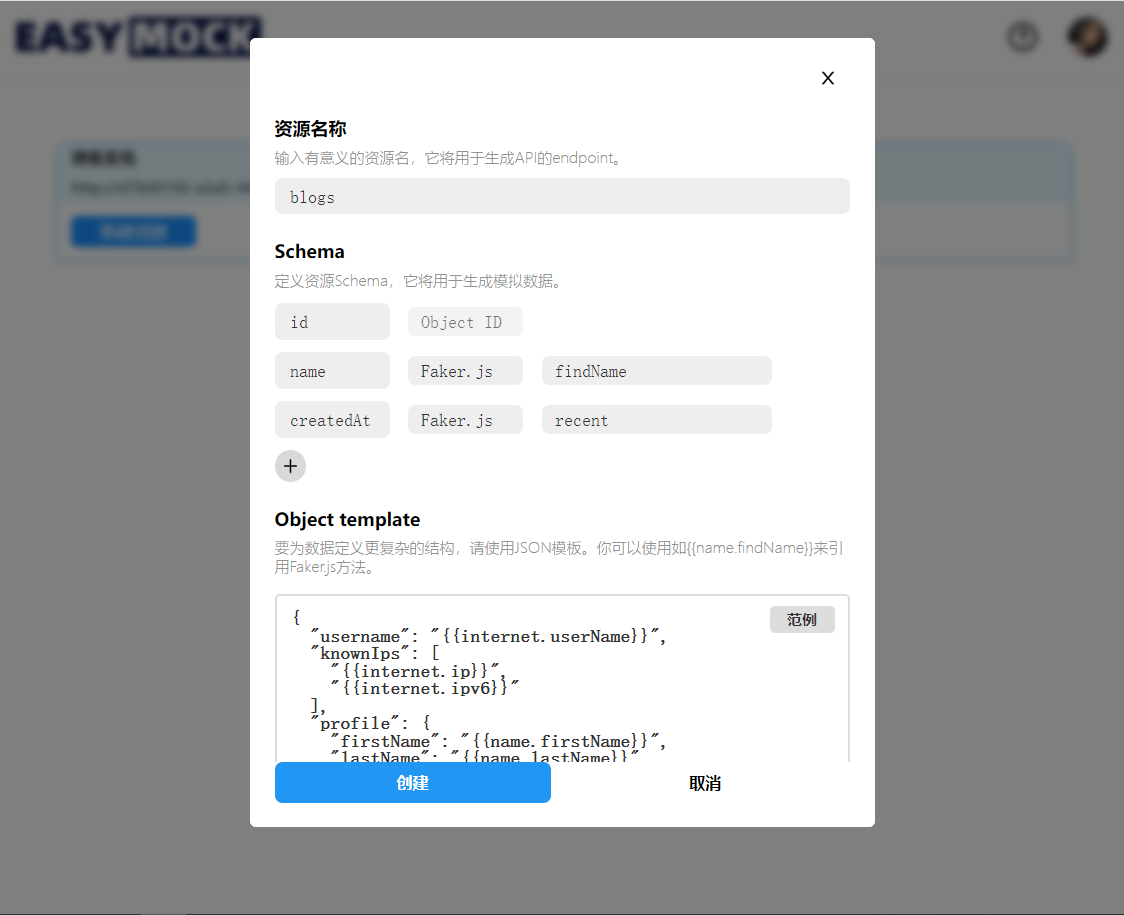 EASY MOCK
资源名称
输入有意义的资源名，它将用于生成API的endpoint。
blogs
Schema
定义资源Schema，它将用于生成模拟数据。
id Object ID
name Faker.js findName
createdAt Faker.js recent
Object template
要为数据定义更复杂的结构，请使用JSON模板。你可以使用如{{name.findName}}来引
用Faker.js方法。
范例
{
"username": "{{internet.userName}}",
"knownIps": [
"{{internet.ip}}",
"{{internet.ipv6}}"
],
"profile": {
"firstName": "{{name.firstName}}",
"lastName": "{{name.lastName}}"
创建 取消